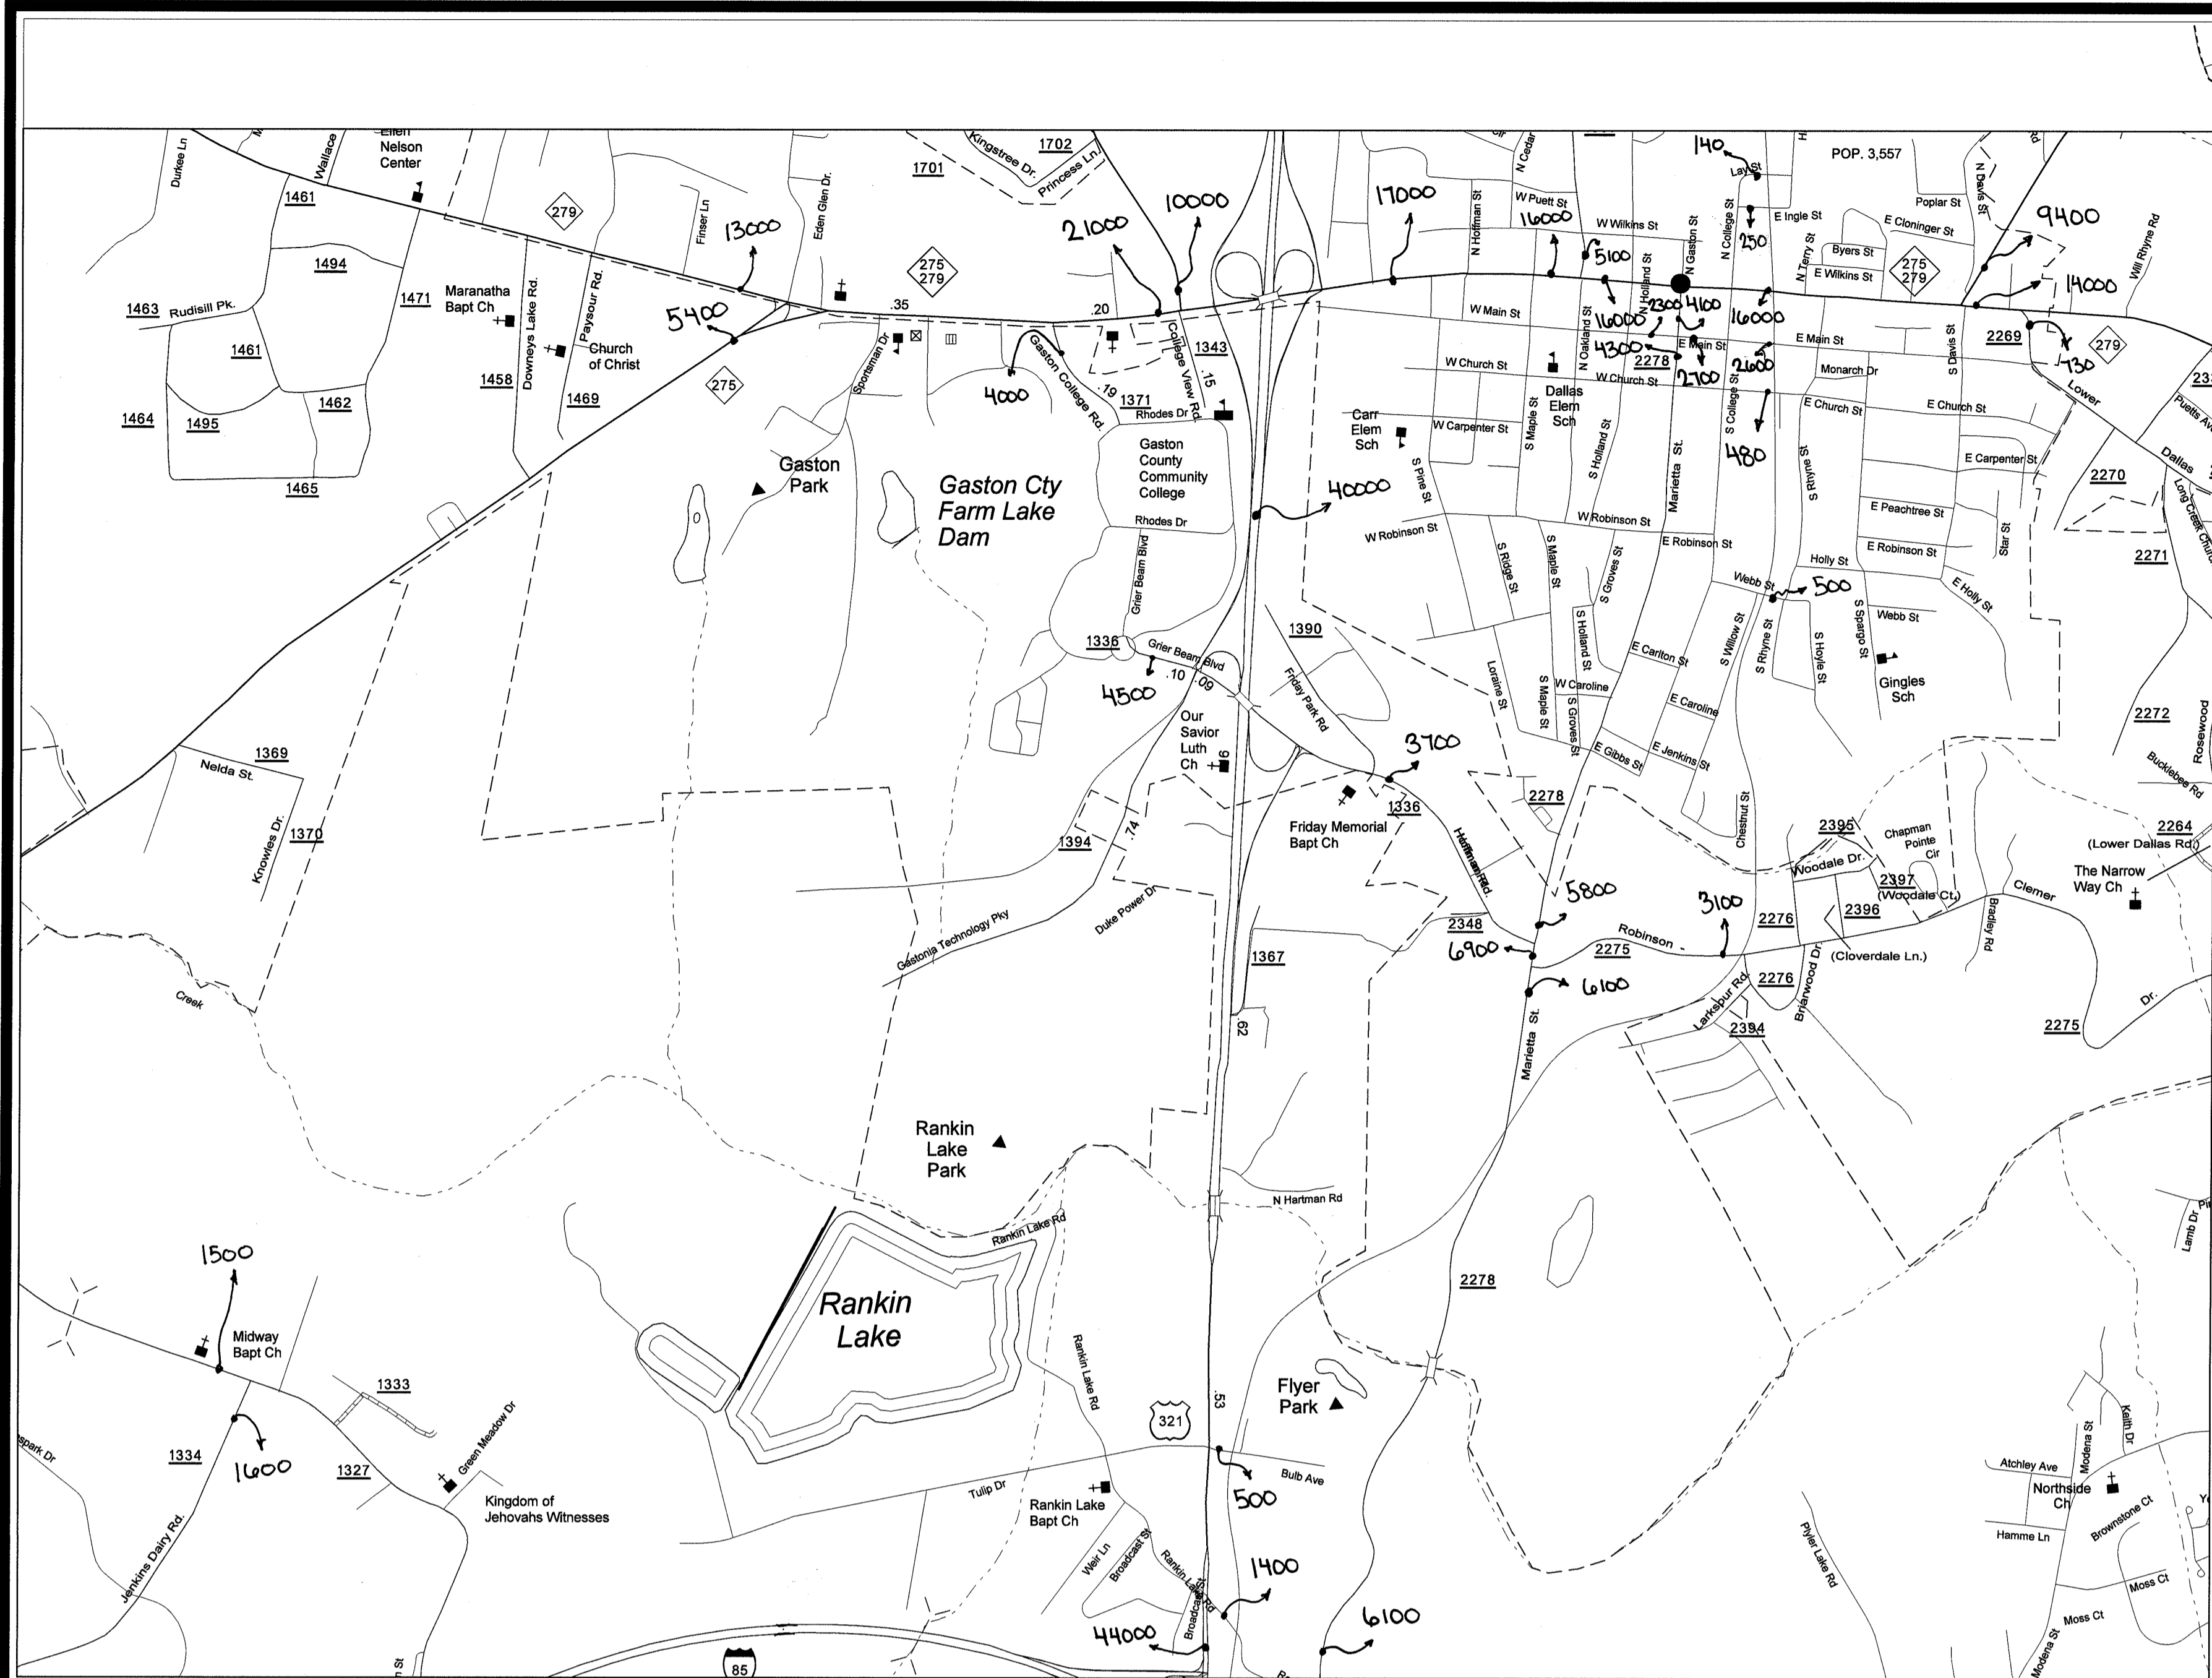 Durkee Ln
Wallace
Ellen
Nelson
Center
1461
279
1494
1463 Rudisill Pk.
1461
1471
1464
1495
1462
1465
Maranatha
Bapt Ch
1458
Downeys Lake Rd.
Paysour Rd.
Church
of Christ
1469
Finser Ln
13000
Eden Glen Dr.
5400
275
1701
Kingstree Dr.
1702
Princess Ln.
275
279
.35
.20
21000
10000
Sportsman Dr
4000
Gaston College Rd.
.19
1371
College View Rd.
1343
.15
Rhodes Dr
Gaston
County
Community
College
Rhodes Dr
Gaston
Park
Gaston Cty
Farm Lake
Dam
Grier Beam Blvd
1336
Grier Beam Blvd
.10
.09
4500
40000
17000
N Hoffman St
N Cedar
W Puett St
16000
W Wilkins St
5100
16000
N Holland St
2300
4100
N Gaston St
N College St
140
Lay St
250
E Ingle St
16000
N Terry St
POP. 3,557
Poplar St
N Davis St
E Cloninger St
Byers St
E Wilkins St
275
279
9400
Will Rhyne Rd
14000
2269
730
279
Lower
Dallas
Puetts Av
W Main St
N Oakland St
4300
2278
E Main St
2700
2600
E Main St
S Davis St
W Church St
W Church St
Monarch Dr
E Church St
E Church St
480
Carr
Elem
Sch
Dallas
Elem
Sch
W Carpenter St
S Maple St
S Holland St
Marietta St.
S College St
S Rhyne St
E Carpenter St
S Pine St
W Robinson St
W Robinson St
E Robinson St
E Peachtree St
E Robinson St
Star St
Holly St
E Holly St
Webb St
500
Webb St
S Ridge St
S Maple St
S Groves St
S Holland St
E Carlton St
S Willow St
S Rhyne St
S Hoyle St
S Spargo St
Gingles
Sch
Loraine St
S Maple St
W Caroline
S Groves St
E Caroline
E Gibbs St
E Jenkins St
2270
2271
2272
Rosewood
Bucklebee Rd
2264
(Lower Dallas Rd.)
The Narrow
Way Ch
1390
Friday Park Rd
Our
Savior
Luth
Ch
3700
1336
Friday Memorial
Bapt Ch
2278
Chestnut St
2395
Woodale Dr.
Chapman
Pointe
Cir
2397
(Woodale Ct.)
2396
2276
Clemer
Bradley Rd
1369
Nelda St.
Knowles Dr.
1370
1394
.74
Duke Power Dr
Gastonia Technology Pky
1367
2348
5800
6900
6100
2275
Robinson
3100
(Cloverdale Ln.)
2276
Briarwood Dr.
Larkspur Rd
2394
2275
Dr.
Marietta St.
.62
Creek
Rankin
Lake
Park
N Hartman Rd
Rankin Lake Rd
Rankin
Lake
2278
Lamb Dr
1500
Midway
Bapt Ch
1333
1334
1600
1327
Green Meadow Dr
Kingdom of
Jehovahs Witnesses
Jenkins Dairy Rd.
Rankin Lake Rd
.53
321
Flyer
Park
Tulip Dr
Bulb Ave
500
Rankin Lake
Bapt Ch
Weir Ln
Broadcast St
Rankin Lake Rd
1400
44000
6100
85
Plyler Lake Rd
Modena St
Keith Dr
Atchley Ave
Northside
Ch
Hamme Ln
Brownstone Ct
Moss Ct
Moss Ct
Modena St